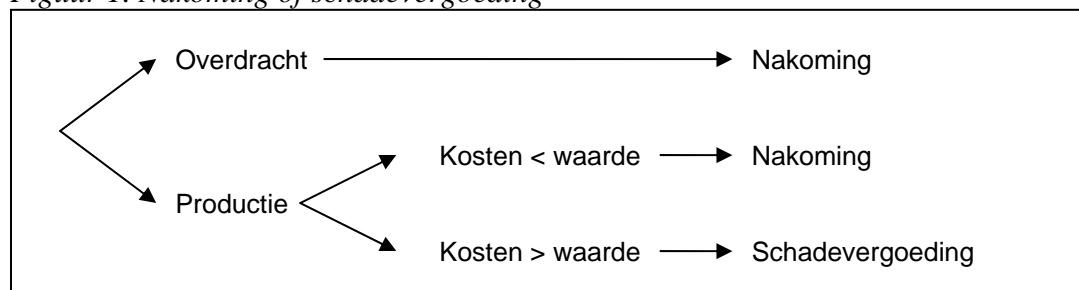 Figuur 1. Nakoming of schadevergoeding
Overdracht Nakoming
Kosten < waarde Nakoming
Productie
Kosten > waarde Schadevergoeding